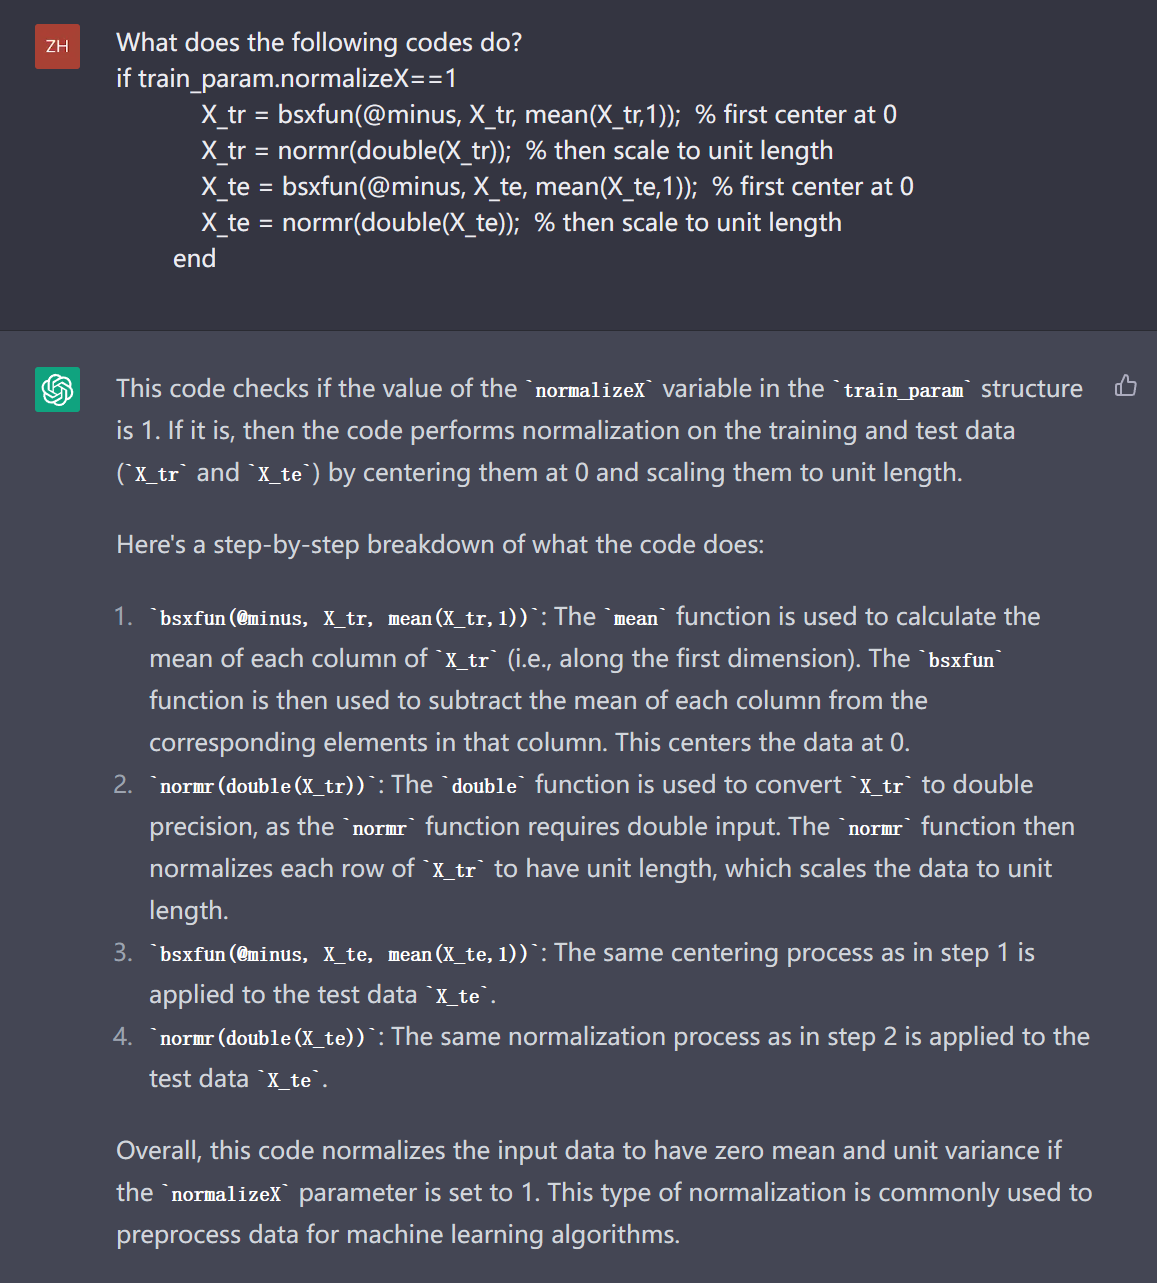 ZH
What does the following codes do?
if train_param.normalizeX==1
X_tr = bsxfun(@minus, X_tr, mean(X_tr,1));  % first center at 0
X_tr = normr(double(X_tr));  % then scale to unit length
X_te = bsxfun(@minus, X_te, mean(X_te,1));  % first center at 0
X_te = normr(double(X_te));  % then scale to unit length
end
This code checks if the value of the `normalizeX` variable in the `train_param` structure
is 1. If it is, then the code performs normalization on the training and test data
(`X_tr` and `X_te`) by centering them at 0 and scaling them to unit length.
Here's a step-by-step breakdown of what the code does:
1. `bsxfun(@minus, X_tr, mean(X_tr,1))`: The `mean` function is used to calculate the
mean of each column of `X_tr` (i.e., along the first dimension). The `bsxfun`
function is then used to subtract the mean of each column from the
corresponding elements in that column. This centers the data at 0.
2. `normr(double(X_tr))`: The `double` function is used to convert `X_tr` to double
precision, as the `normr` function requires double input. The `normr` function then
normalizes each row of `X_tr` to have unit length, which scales the data to unit
length.
3. `bsxfun(@minus, X_te, mean(X_te,1))`: The same centering process as in step 1 is
applied to the test data `X_te`.
4. `normr(double(X_te))`: The same normalization process as in step 2 is applied to the
test data `X_te`.
Overall, this code normalizes the input data to have zero mean and unit variance if
the `normalizeX` parameter is set to 1. This type of normalization is commonly used to
preprocess data for machine learning algorithms.